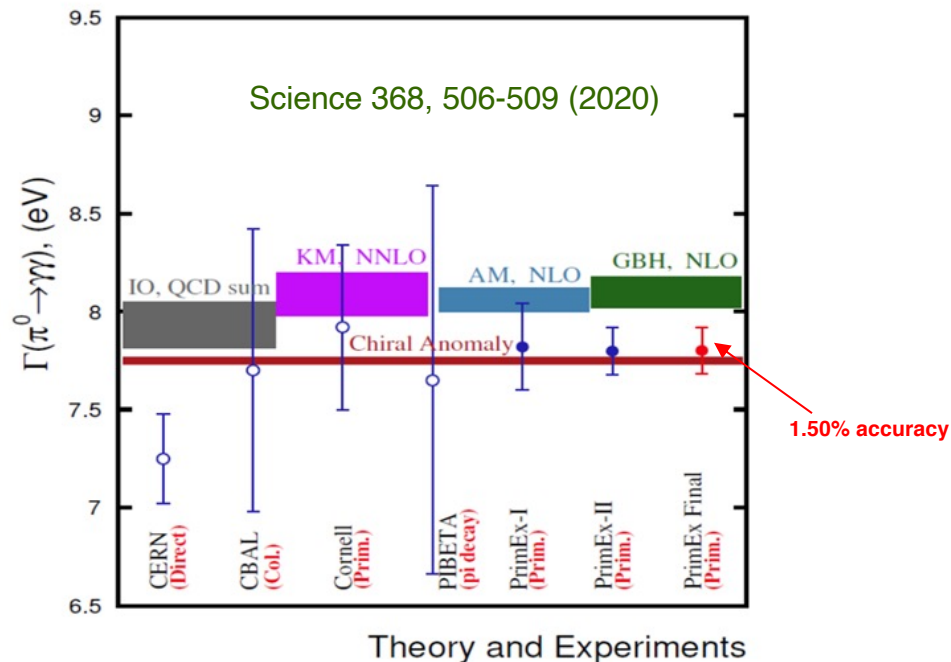 9.5
9
8.5
8
7.5
7
6.5
Γ(π⁰→γγ), (eV)
Science 368, 506-509 (2020)
KM, NNLO
GBH, NLO
AM, NLO
IO, QCD sum
Chiral Anomaly
1.50% accuracy
CERN
(Direct)
CBAL
(Col.)
Cornell
(Prim.)
PIBETA
(pi decay)
PrimEx-I
(Prim.)
PrimEx-II
(Prim.)
PrimEx Final
(Prim.)
Theory and Experiments